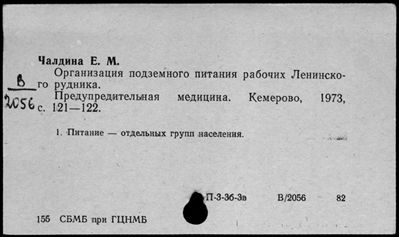 Чалдина Е. М.
Организация подземного питания рабочих Ленинско-
го рудника.
В
2056
Предупредительная медицина. Кемерово, 1973,
с. 121—122.
1. Питание — отдельных групп населения.
П-3-3б-3в В/2056 82
155 СБМБ при ГЦНМБ